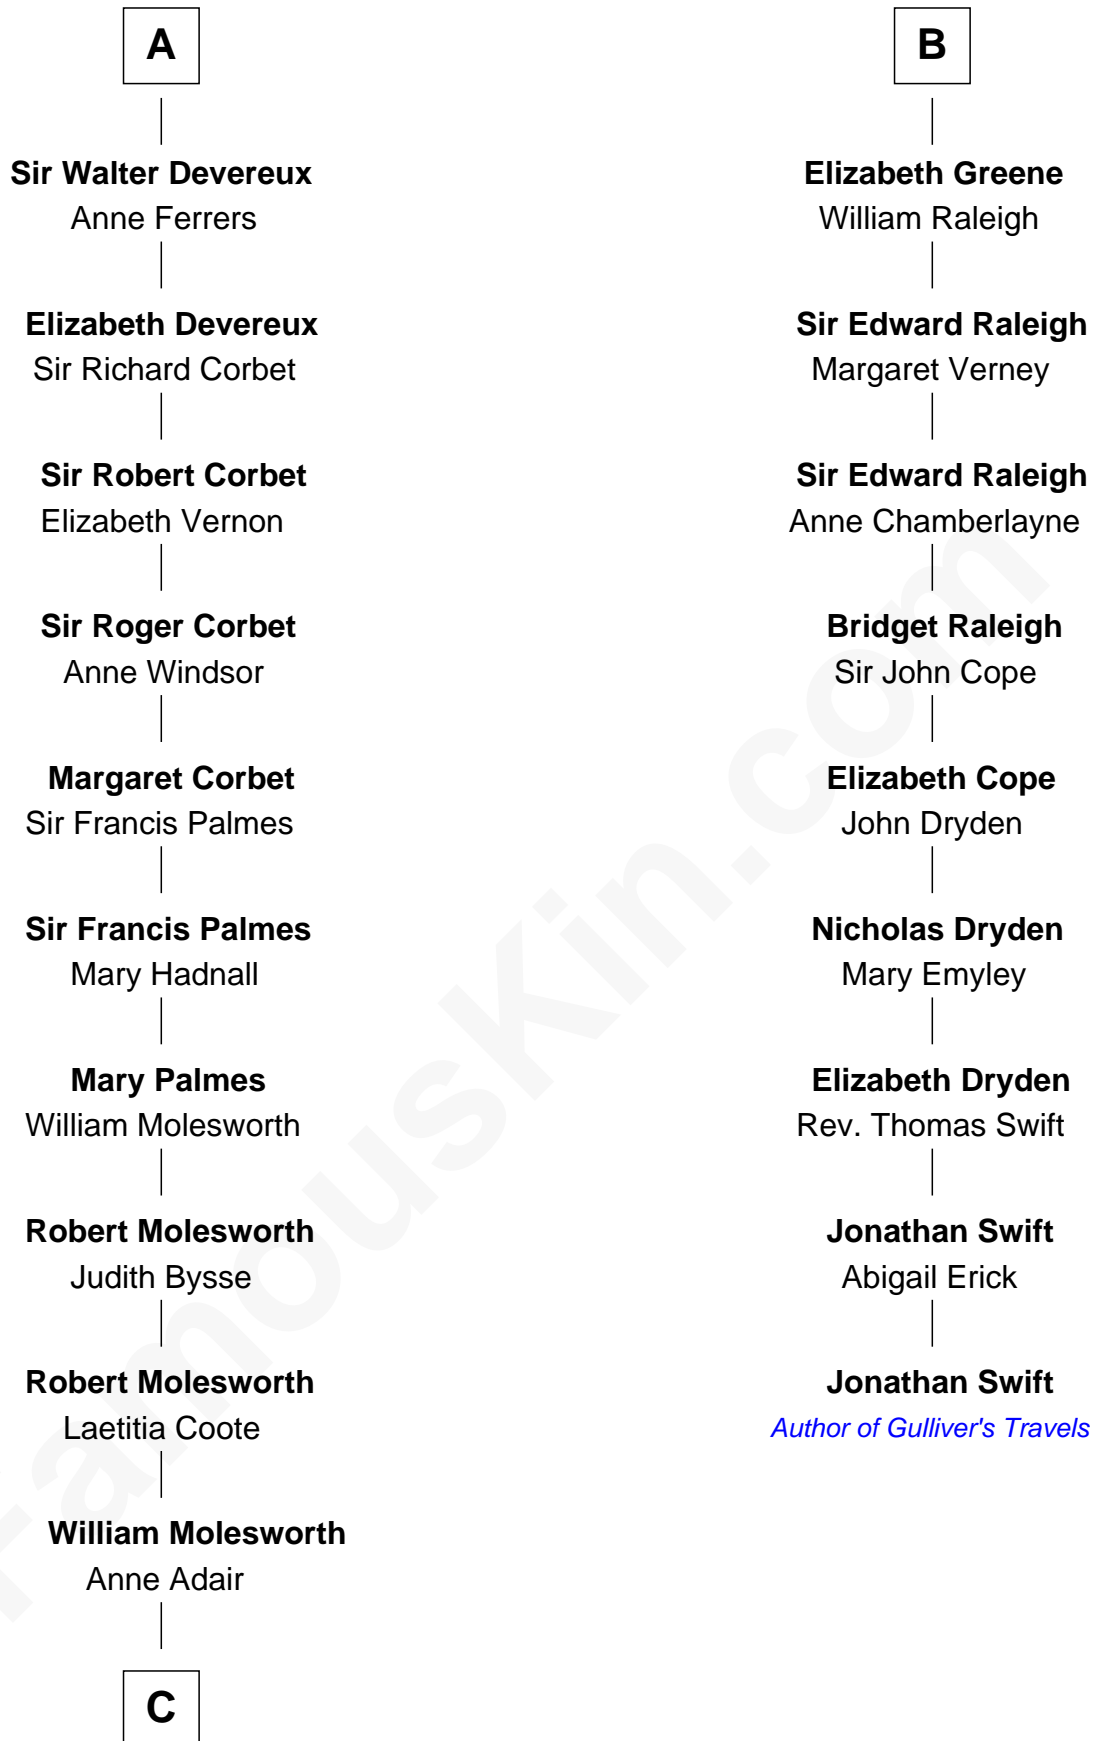 A
Sir Walter Devereux
Anne Ferrers
Elizabeth Devereux
Sir Richard Corbet
Sir Robert Corbet
Elizabeth Vernon
Sir Roger Corbet
Anne Windsor
Margaret Corbet
Sir Francis Palmes
Sir Francis Palmes
Mary Hadnall
Mary Palmes
William Molesworth
Robert Molesworth
Judith Bysse
Robert Molesworth
Laetitia Coote
William Molesworth
Anne Adair
C
B
Elizabeth Greene
William Raleigh
Sir Edward Raleigh
Margaret Verney
Sir Edward Raleigh
Anne Chamberlayne
Bridget Raleigh
Sir John Cope
Elizabeth Cope
John Dryden
Nicholas Dryden
Mary Emyley
Elizabeth Dryden
Rev. Thomas Swift
Jonathan Swift
Abigail Erick
Jonathan Swift
Author of Gulliver's Travels
FamousKin.com